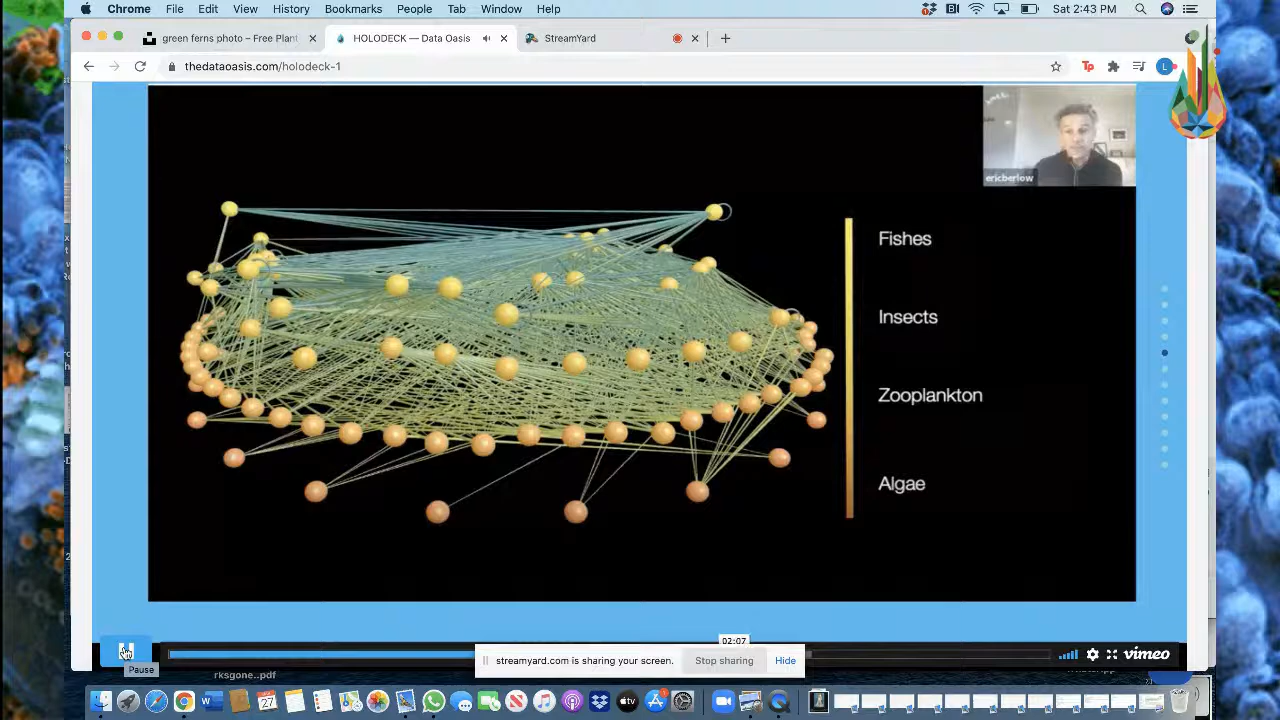 Chrome File Edit View History Bookmarks People Tab Window Help Sat 2:43 PM
green ferns photo – Free Plant
HOLODECK — Data Oasis
StreamYard
thedataoasis.com/holodeck-1
ericberlow
Fishes
Insects
Zooplankton
Algae
02:07
streamyard.com is sharing your screen. Stop sharing Hide
vimeo
Pause
rksgone..pdf